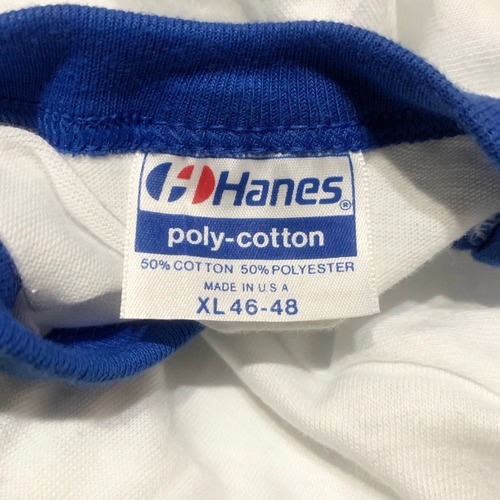 Hanes®
poly-cotton
50% COTTON 50% POLYESTER
MADE IN U.S.A
XL 46-48